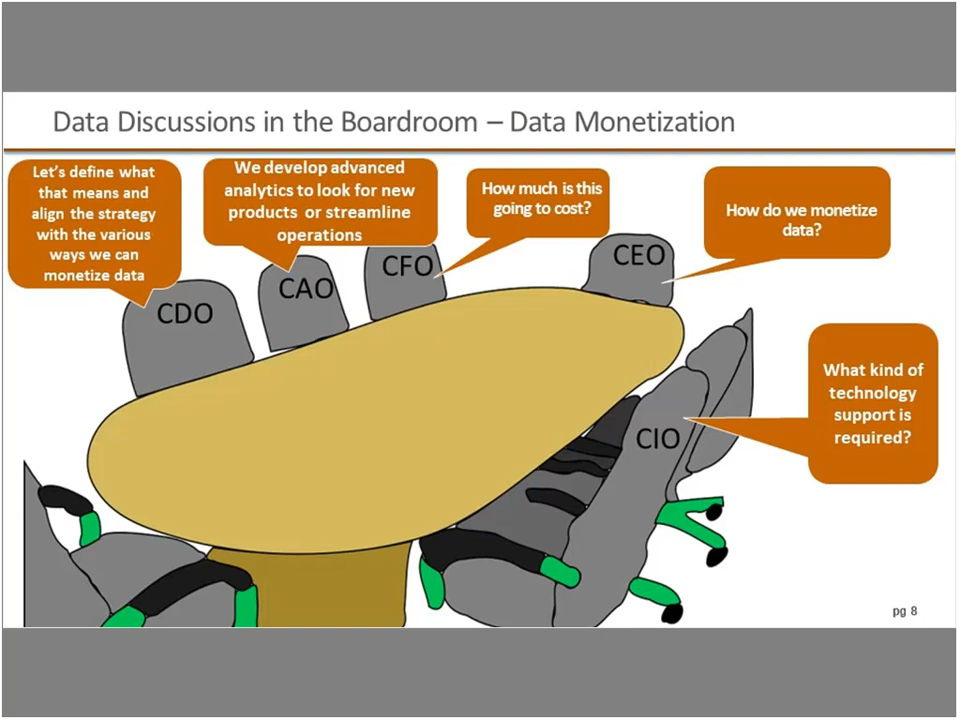 Data Discussions in the Boardroom – Data Monetization
Let's define what
that means and
align the strategy
with the various
ways we can
monetize data
We develop advanced
analytics to look for new
products or streamline
operations
How much is this
going to cost?
How do we monetize
data?
CDO
CAO
CFO
CEO
What kind of
technology
support is
required?
CIO
pg 8